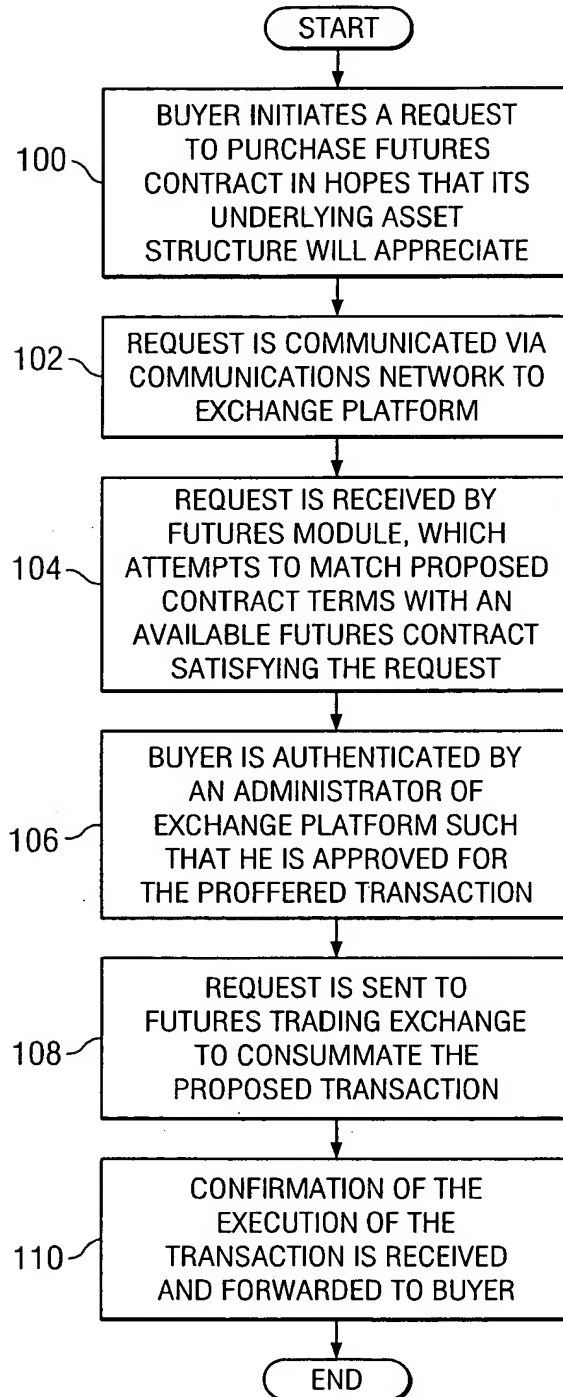 START
100
BUYER INITIATES A REQUEST
TO PURCHASE FUTURES
CONTRACT IN HOPES THAT ITS
UNDERLYING ASSET
STRUCTURE WILL APPRECIATE
102
REQUEST IS COMMUNICATED VIA
COMMUNICATIONS NETWORK TO
EXCHANGE PLATFORM
104
REQUEST IS RECEIVED BY
FUTURES MODULE, WHICH
ATTEMPTS TO MATCH PROPOSED
CONTRACT TERMS WITH AN
AVAILABLE FUTURES CONTRACT
SATISFYING THE REQUEST
106
BUYER IS AUTHENTICATED BY
AN ADMINISTRATOR OF
EXCHANGE PLATFORM SUCH
THAT HE IS APPROVED FOR
THE PROFFERED TRANSACTION
108
REQUEST IS SENT TO
FUTURES TRADING EXCHANGE
TO CONSUMMATE THE
PROPOSED TRANSACTION
110
CONFIRMATION OF THE
EXECUTION OF THE
TRANSACTION IS RECEIVED
AND FORWARDED TO BUYER
END